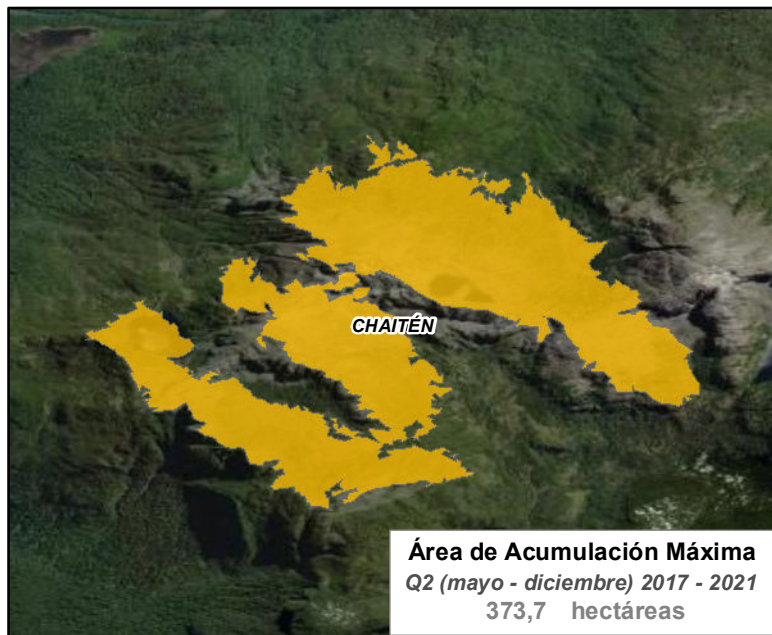 CHAITÉN
Área de Acumulación Máxima
Q2 (mayo - diciembre) 2017 - 2021
373,7 hectáreas